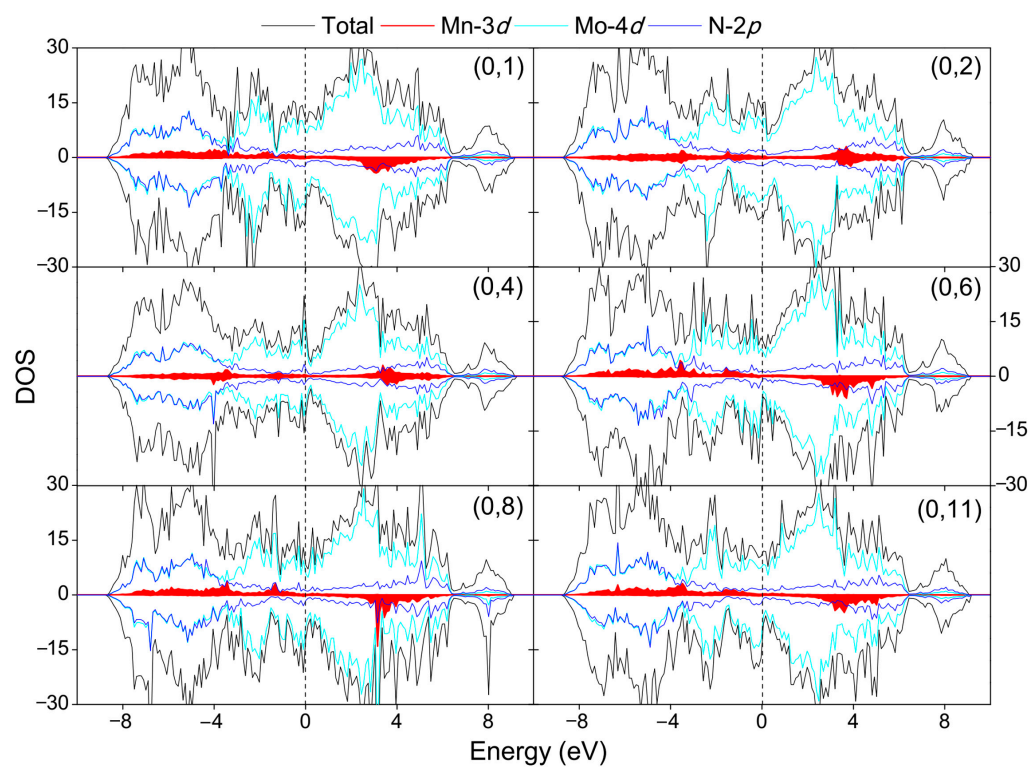 Total Mn-3d Mo-4d N-2p
30 (0,1) (0,2)
15
0
−15
−30 30
(0,4) (0,6)
15
0
DOS
−15
30 −30
(0,8) (0,11)
15
0
−15
−30
−8 −4 0 4 8 −8 −4 0 4 8
Energy (eV)